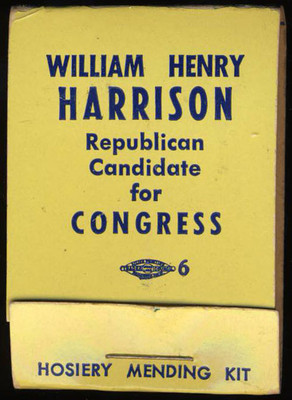 WILLIAM HENRY
HARRISON
Republican
Candidate
for
CONGRESS
6
HOSIERY MENDING KIT